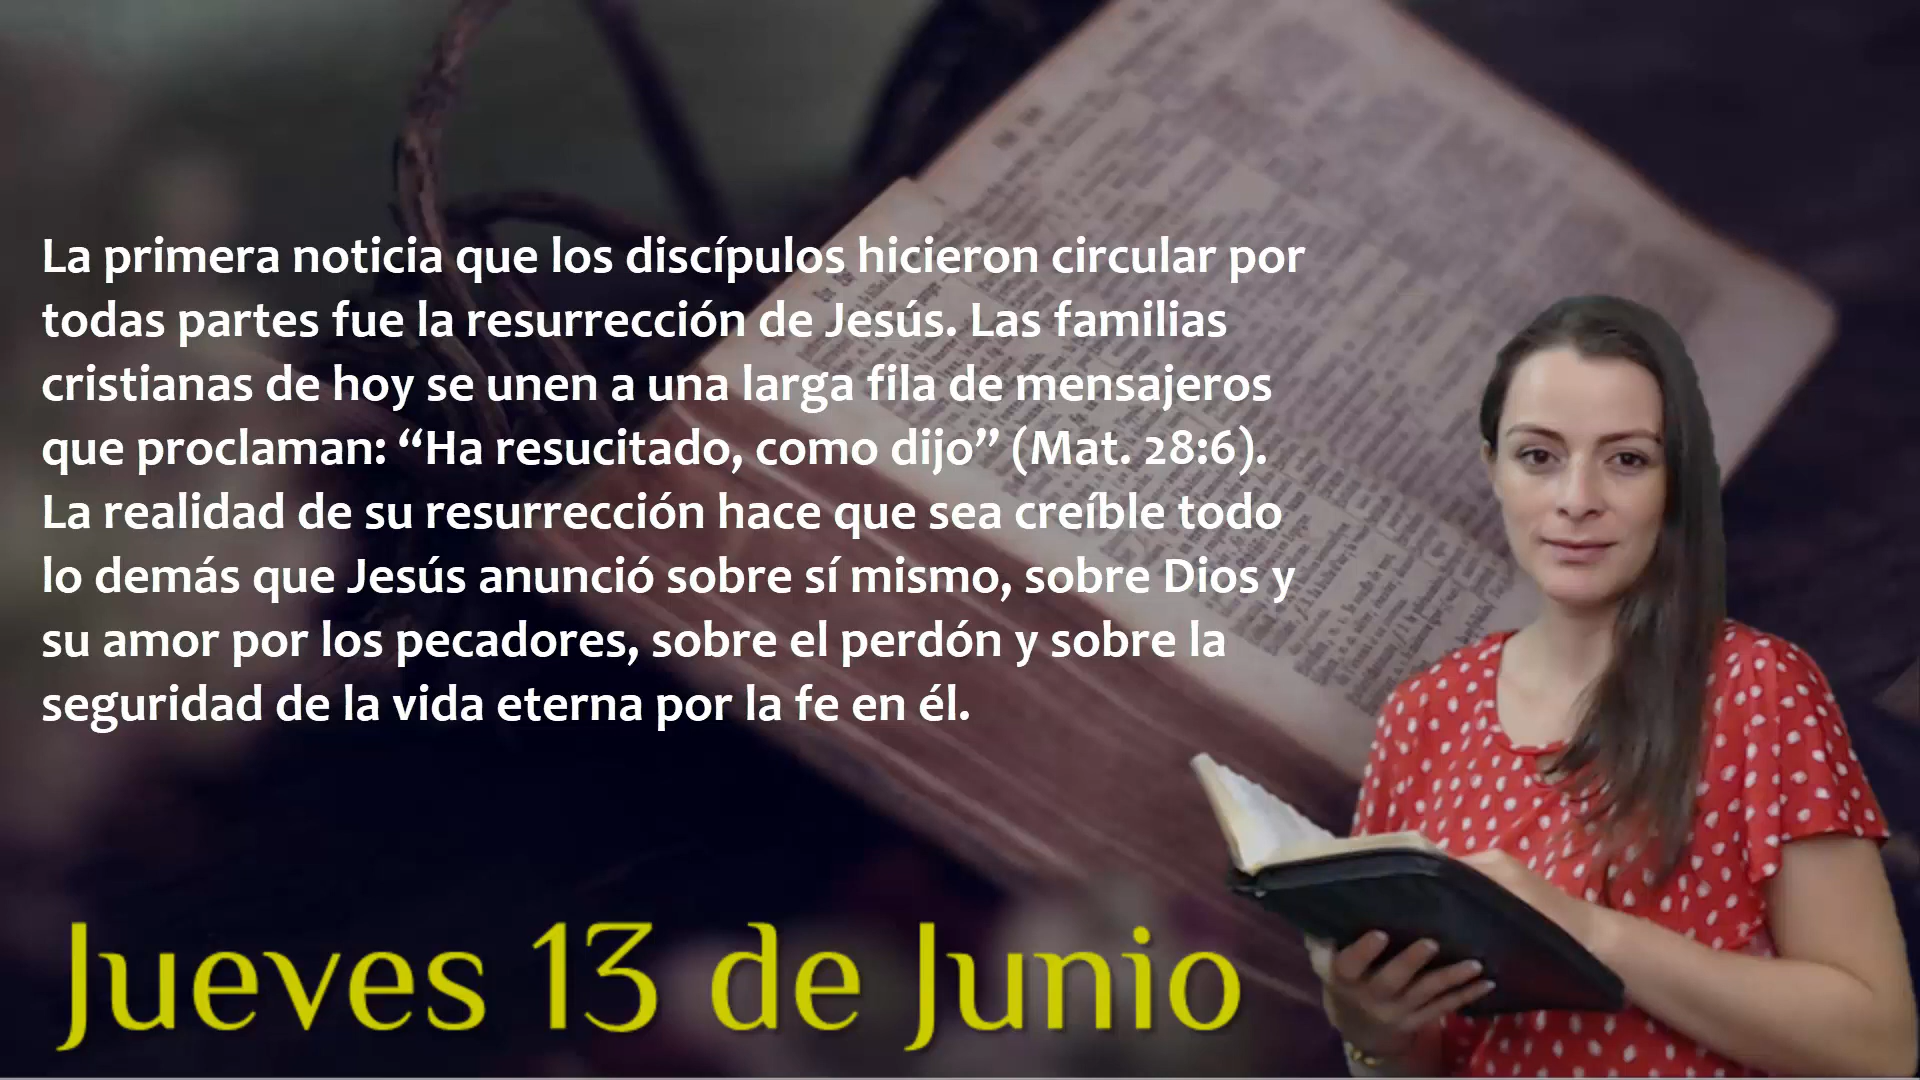 La primera noticia que los discípulos hicieron circular por
todas partes fue la resurrección de Jesús. Las familias
cristianas de hoy se unen a una larga fila de mensajeros
que proclaman: “Ha resucitado, como dijo” (Mat. 28:6).
La realidad de su resurrección hace que sea creíble todo
lo demás que Jesús anunció sobre sí mismo, sobre Dios y
su amor por los pecadores, sobre el perdón y sobre la
seguridad de la vida eterna por la fe en él.
Jueves 13 de Junio